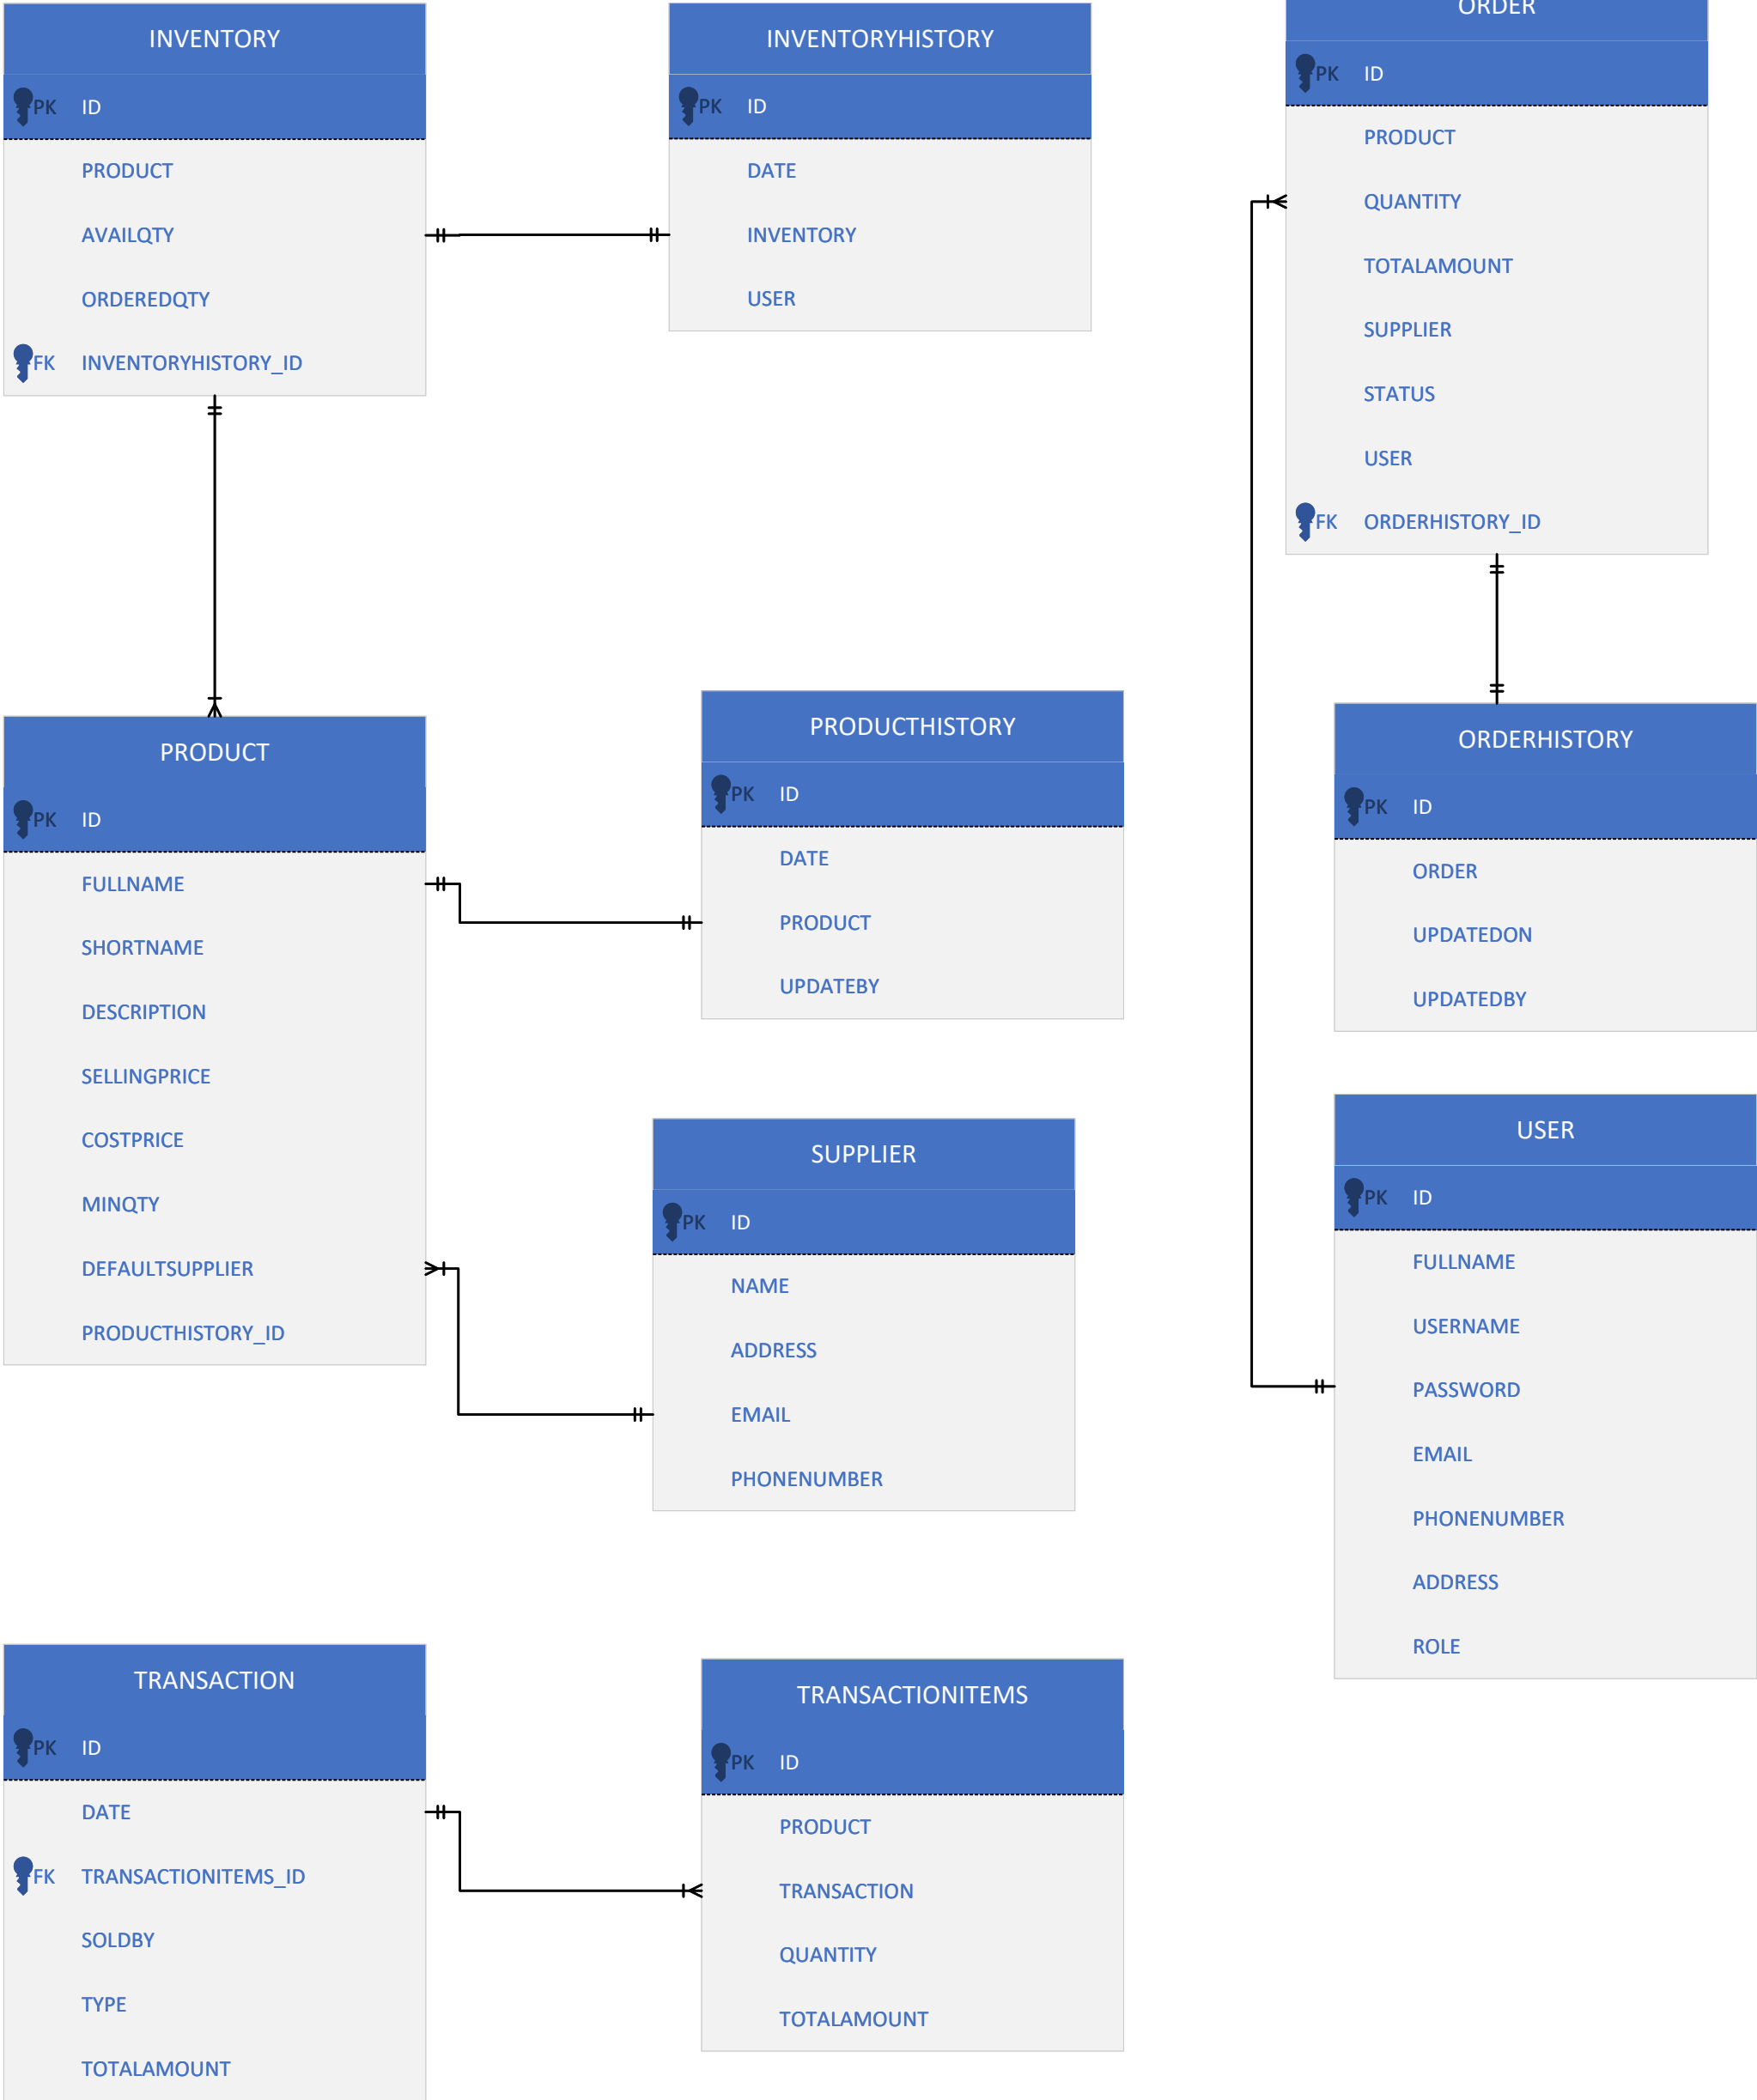 INVENTORY
PK ID
PRODUCT
AVAILQTY
ORDEREDQTY
FK INVENTORYHISTORY_ID
INVENTORYHISTORY
PK ID
DATE
INVENTORY
USER
ORDER
PK ID
PRODUCT
QUANTITY
TOTALAMOUNT
SUPPLIER
STATUS
USER
FK ORDERHISTORY_ID
PRODUCT
PK ID
FULLNAME
SHORTNAME
DESCRIPTION
SELLINGPRICE
COSTPRICE
MINQTY
DEFAULTSUPPLIER
PRODUCTHISTORY_ID
PRODUCTHISTORY
PK ID
DATE
PRODUCT
UPDATEBY
ORDERHISTORY
PK ID
ORDER
UPDATEDON
UPDATEDBY
SUPPLIER
PK ID
NAME
ADDRESS
EMAIL
PHONENUMBER
USER
PK ID
FULLNAME
USERNAME
PASSWORD
EMAIL
PHONENUMBER
ADDRESS
ROLE
TRANSACTION
PK ID
DATE
FK TRANSACTIONITEMS_ID
SOLDBY
TYPE
TOTALAMOUNT
TRANSACTIONITEMS
PK ID
PRODUCT
TRANSACTION
QUANTITY
TOTALAMOUNT